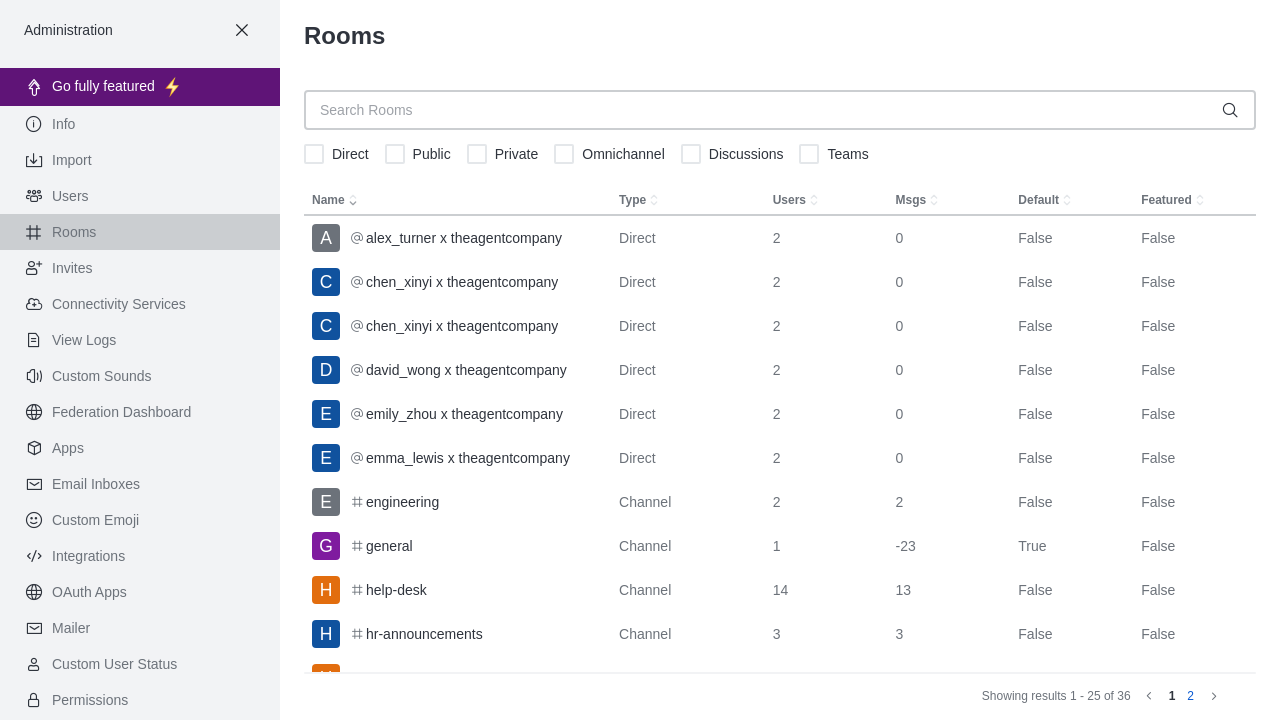 Administration
Go fully featured
Info
Import
Users
Rooms
Invites
Connectivity Services
View Logs
Custom Sounds
Federation Dashboard
Apps
Email Inboxes
Custom Emoji
Integrations
OAuth Apps
Mailer
Custom User Status
Permissions
Rooms
Search Rooms
Direct Public Private Omnichannel Discussions Teams
Name Type Users Msgs Default Featured
A @ alex_turner x theagentcompany Direct 2 0 False False
C @ chen_xinyi x theagentcompany Direct 2 0 False False
C @ chen_xinyi x theagentcompany Direct 2 0 False False
D @ david_wong x theagentcompany Direct 2 0 False False
E @ emily_zhou x theagentcompany Direct 2 0 False False
E @ emma_lewis x theagentcompany Direct 2 0 False False
E # engineering Channel 2 2 False False
G # general Channel 1 -23 True False
H # help-desk Channel 14 13 False False
H # hr-announcements Channel 3 3 False False
Showing results 1 - 25 of 36 1 2